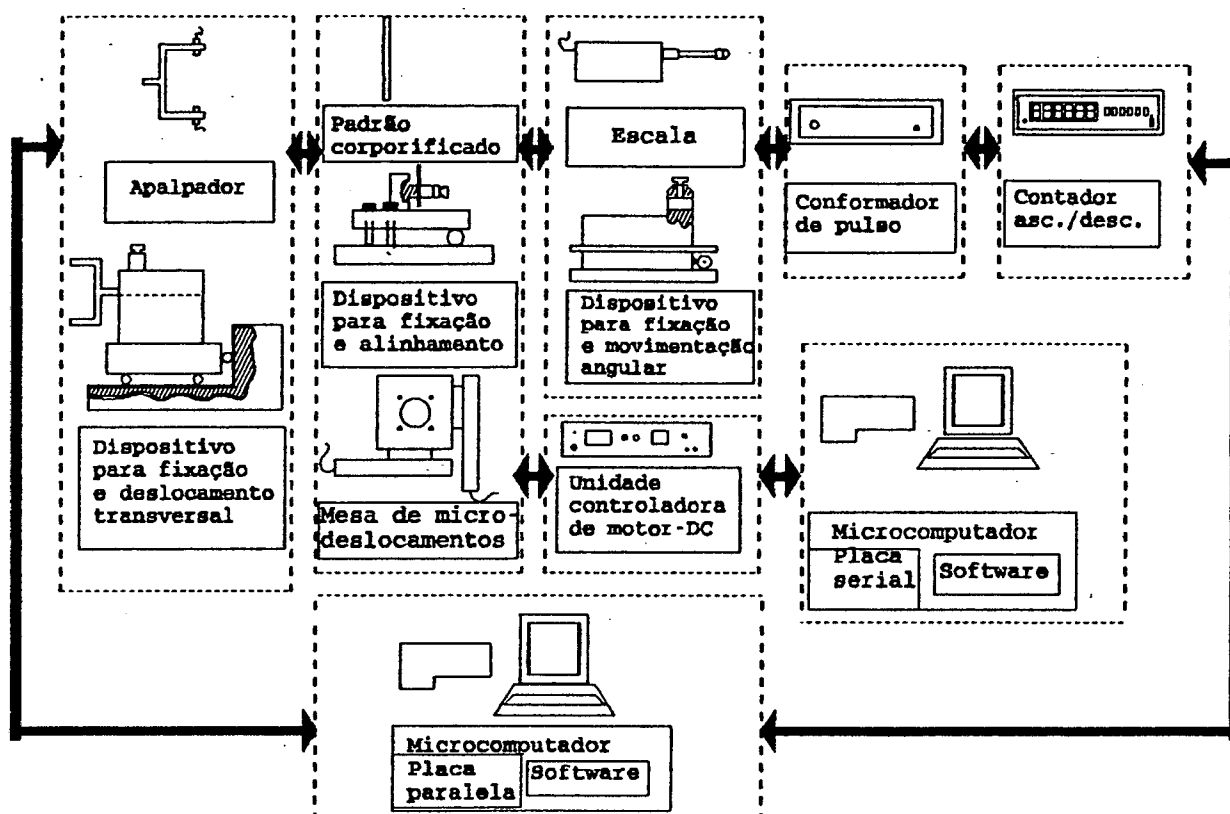 Apalpador
Dispositivo
para fixação
e deslocamento
transversal
Padrão
corporificado
Dispositivo
para fixação
e alinhamento
Mesa de micro-
deslocamentos
Escala
Dispositivo
para fixação
e movimentação
angular
Unidade
controladora
de motor-DC
Conformador
de pulso
Contador
asc./desc.
Microcomputador
Placa
serial
Software
Microcomputador
Placa
paralela
Software